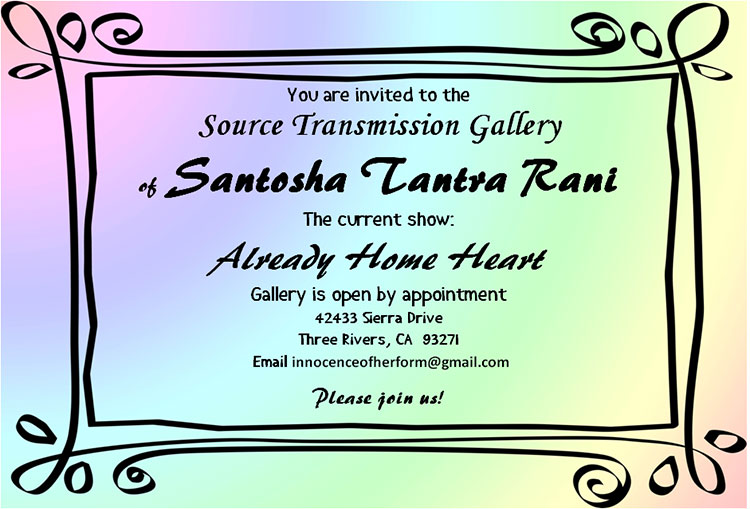 You are invited to the
Source Transmission Gallery
of Santosha Tantra Rani
The current show:
Already Home Heart
Gallery is open by appointment
42433 Sierra Drive
Three Rivers, CA 93271
Email innocenceofherform@gmail.com
Please join us!